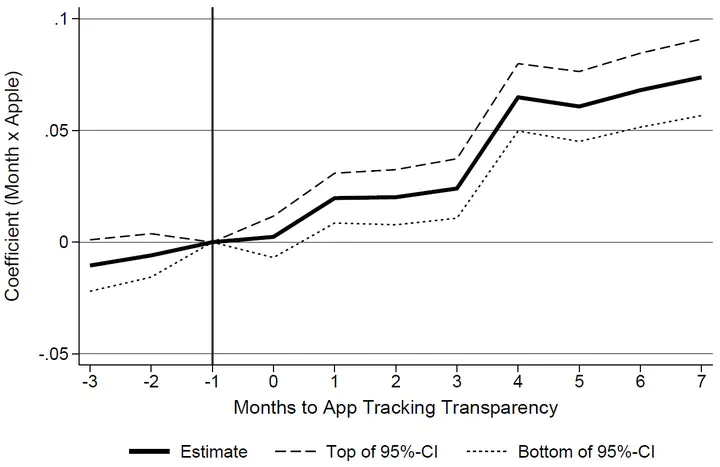 .1
.05
0
-.05
Coefficient (Month x Apple)
-3 -2 -1 0 1 2 3 4 5 6 7
Months to App Tracking Transparency
Estimate Top of 95%-CI Bottom of 95%-CI